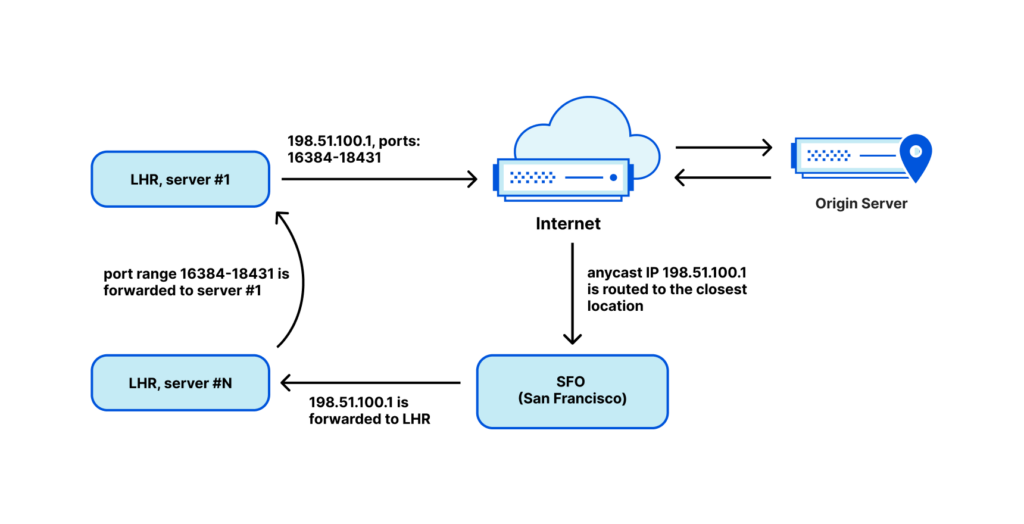 198.51.100.1, ports:
16384-18431
LHR, server #1
Internet
Origin Server
port range 16384-18431 is
forwarded to server #1
anycast IP 198.51.100.1
is routed to the closest
location
LHR, server #N
198.51.100.1 is
forwarded to LHR
SFO
(San Francisco)